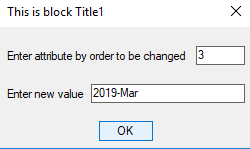 This is block Title1
Enter attribute by order to be changed 3
Enter new value 2019-Mar
OK